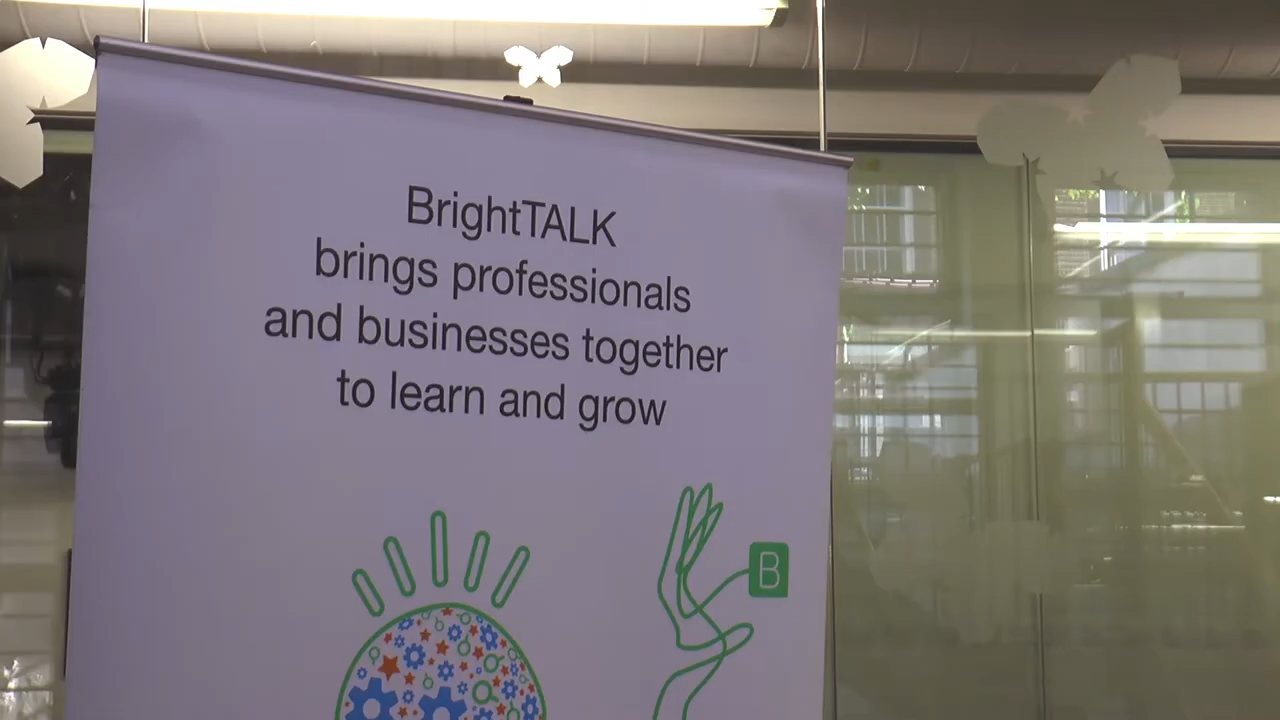 BrightTALK
brings professionals
and businesses together
to learn and grow
B